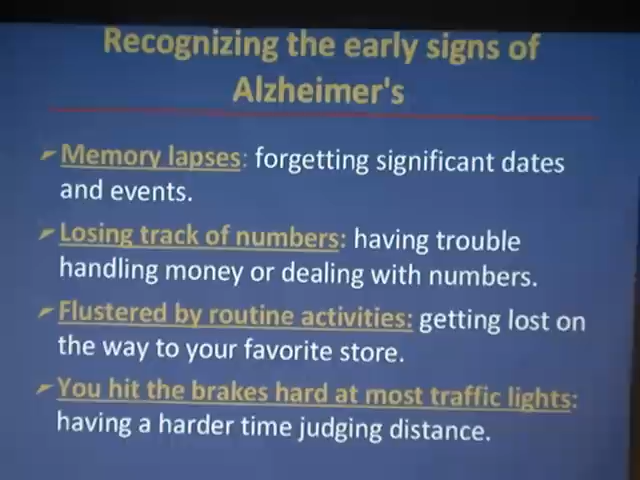 Recognizing the early signs of
Alzheimer's
Memory lapses: forgetting significant dates
and events.
Losing track of numbers: having trouble
handling money or dealing with numbers.
Flustered by routine activities: getting lost on
the way to your favorite store.
You hit the brakes hard at most traffic lights:
having a harder time judging distance.